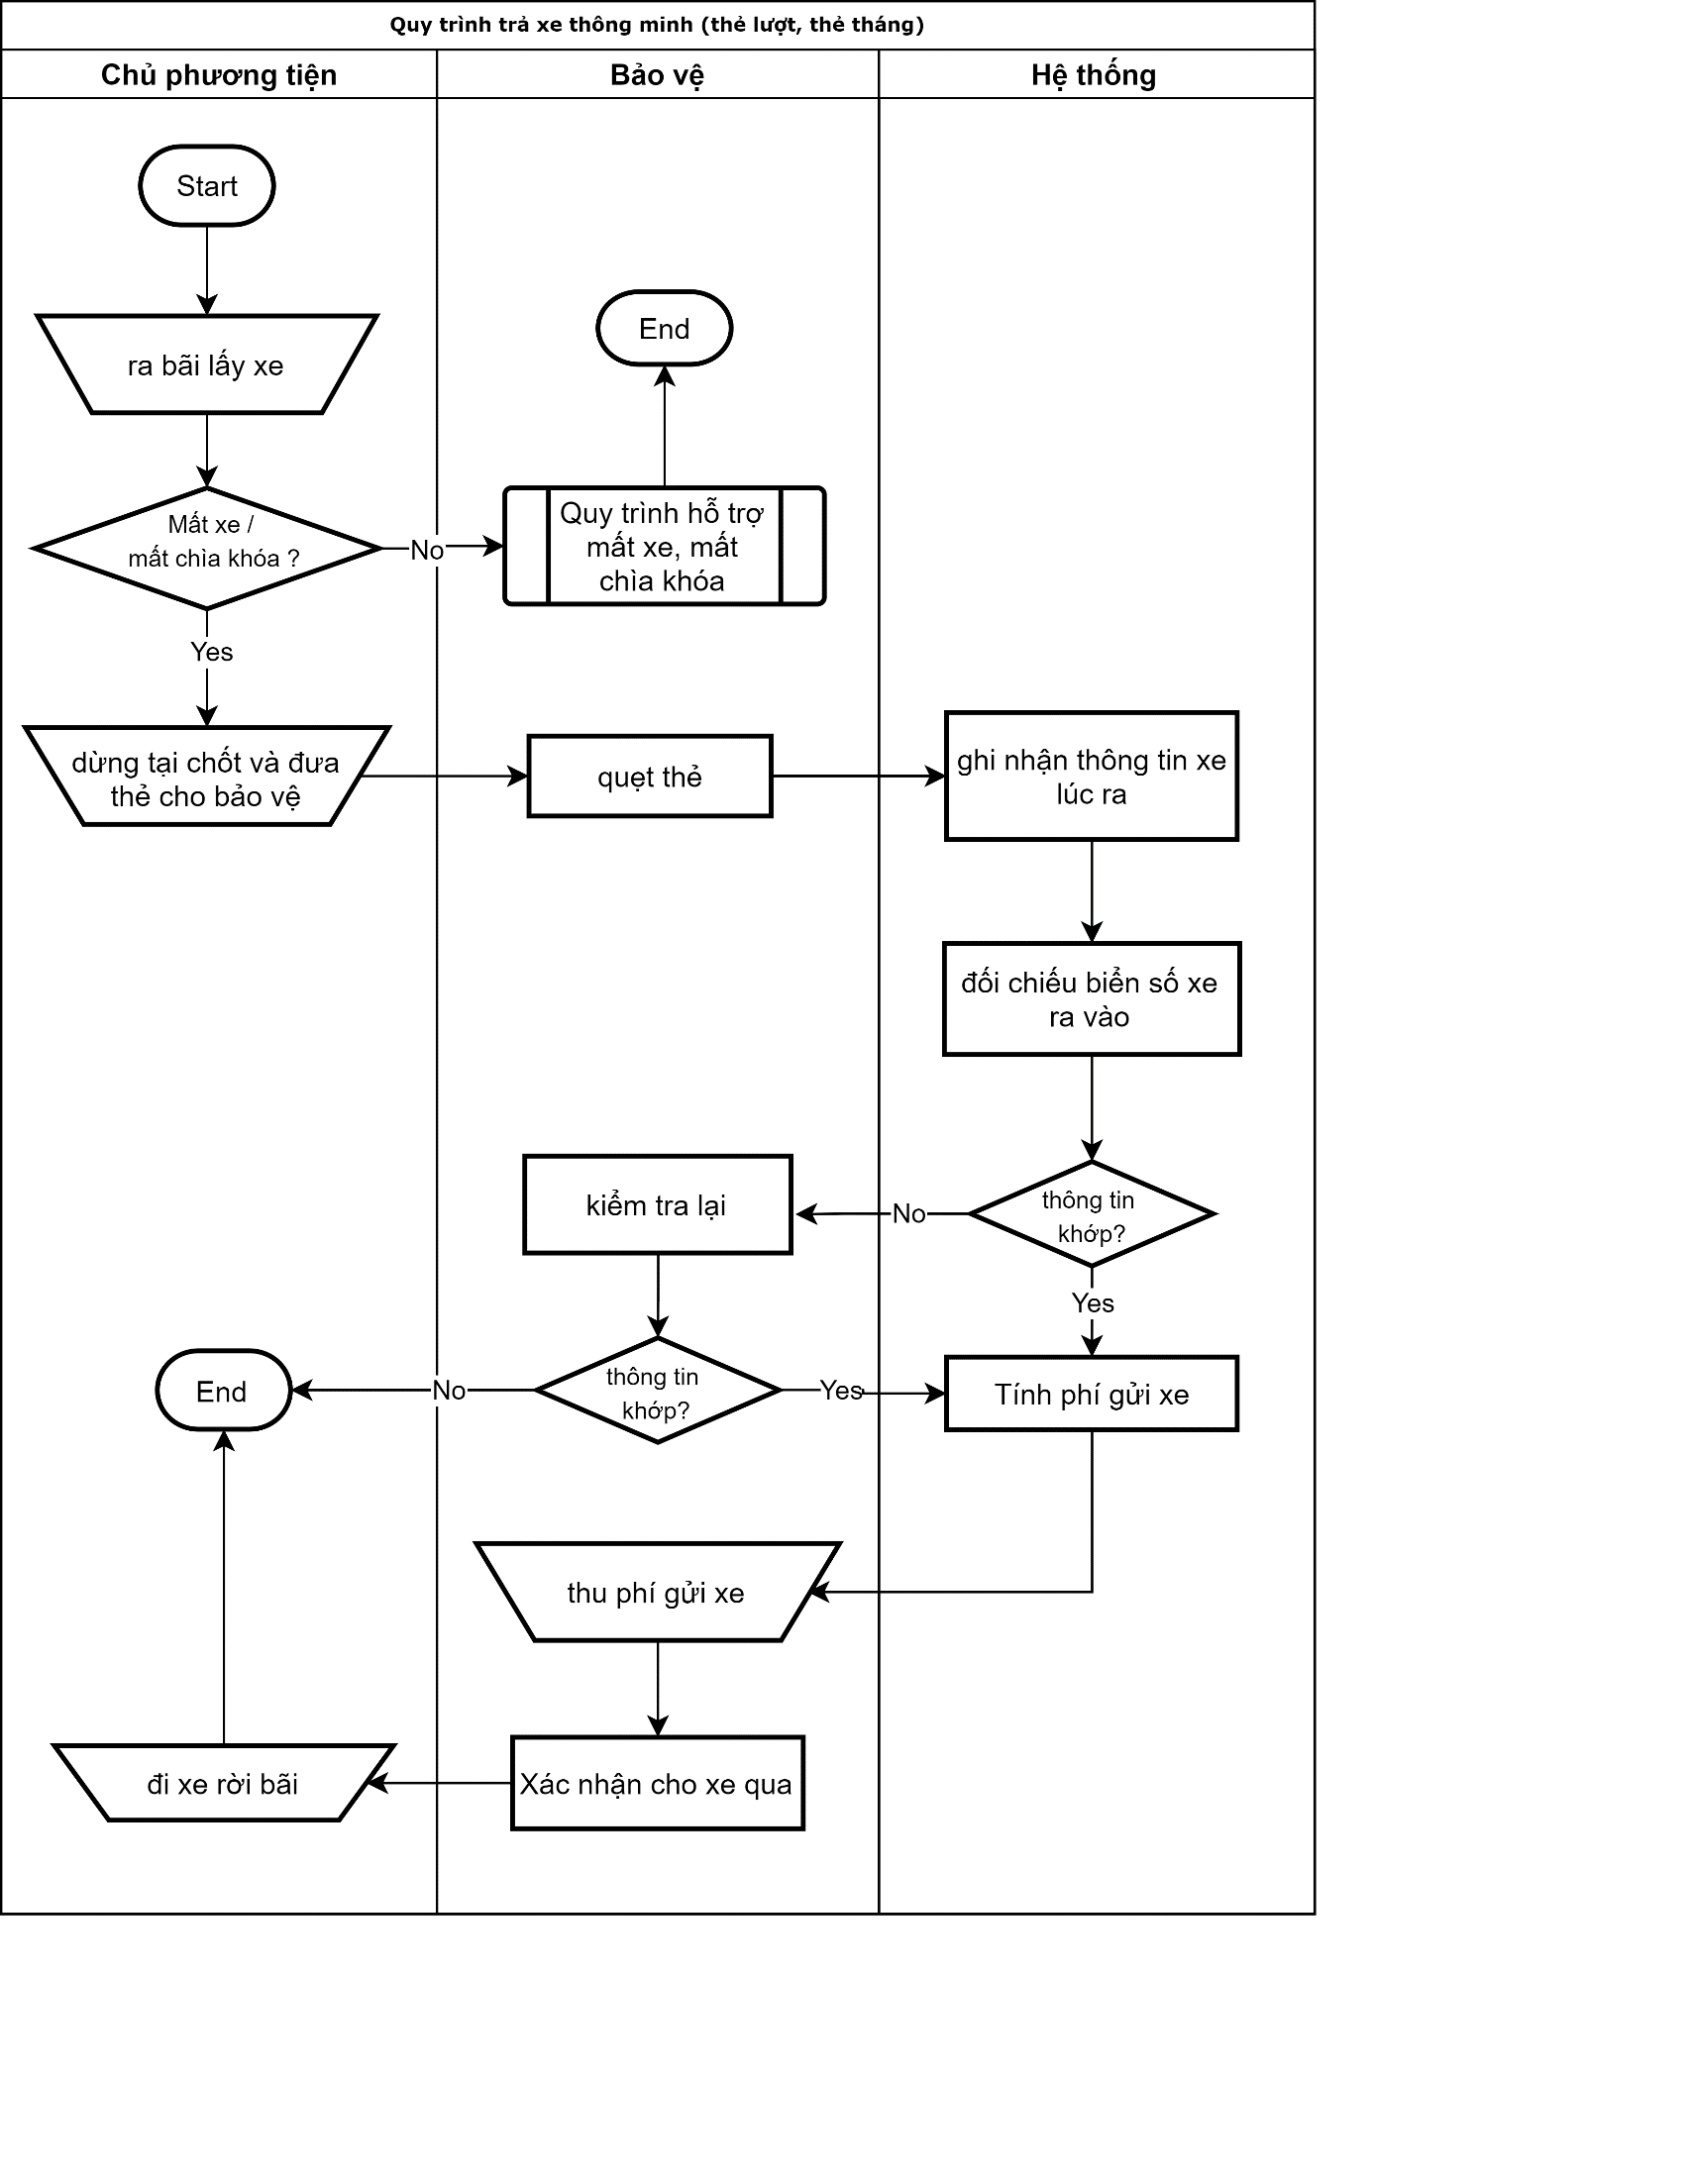 Quy trình trả xe thông minh (thẻ lượt, thẻ tháng)
Chủ phương tiện
Bảo vệ
Hệ thống
Start
End
ra bãi lấy xe
Mất xe /
mất chìa khóa ?
No
Quy trình hỗ trợ
mất xe, mất
chìa khóa
Yes
dừng tại chốt và đưa
thẻ cho bảo vệ
quẹt thẻ
ghi nhận thông tin xe
lúc ra
đối chiếu biển số xe
ra vào
kiểm tra lại
No
thông tin
khớp?
Yes
End
No
thông tin
khớp?
Yes
Tính phí gửi xe
thu phí gửi xe
đi xe rời bãi
Xác nhận cho xe qua